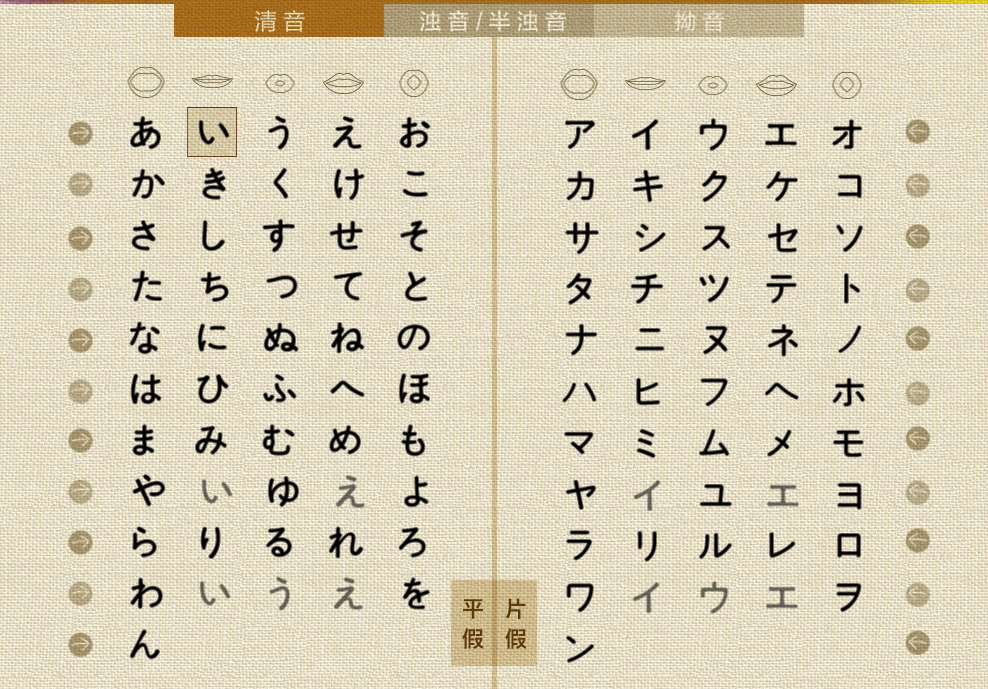 清音 浊音/半浊音 拗音
あ い う え お ア イ ウ エ オ
か き く け こ カ キ ク ケ コ
さ し す せ そ サ シ ス セ ソ
た ち つ て と タ チ ツ テ ト
な に ぬ ね の ナ ニ ヌ ネ ノ
は ひ ふ へ ほ ハ ヒ フ ヘ ホ
ま み む め も マ ミ ム メ モ
や い ゆ え よ ヤ イ ユ エ ヨ
ら り る れ ろ ラ リ ル レ ロ
わ い う え を ワ イ ウ エ ヲ
ん ン
平假 片假